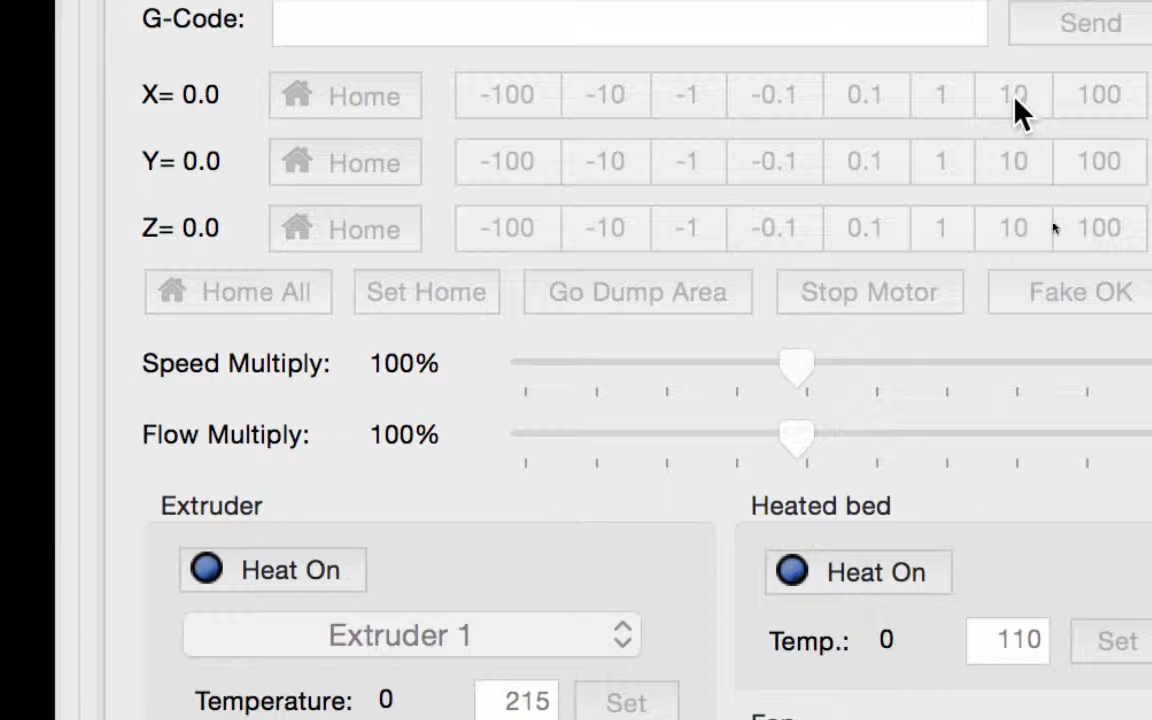 G-Code: Send
X= 0.0 Home -100 -10 -1 -0.1 0.1 1 10 100
Y= 0.0 Home -100 -10 -1 -0.1 0.1 1 10 100
Z= 0.0 Home -100 -10 -1 -0.1 0.1 1 10 100
Home All Set Home Go Dump Area Stop Motor Fake OK
Speed Multiply: 100%
Flow Multiply: 100%
Extruder Heated bed
Heat On Heat On
Extruder 1
Temp.: 0 110 Set
Temperature: 0 215 Set